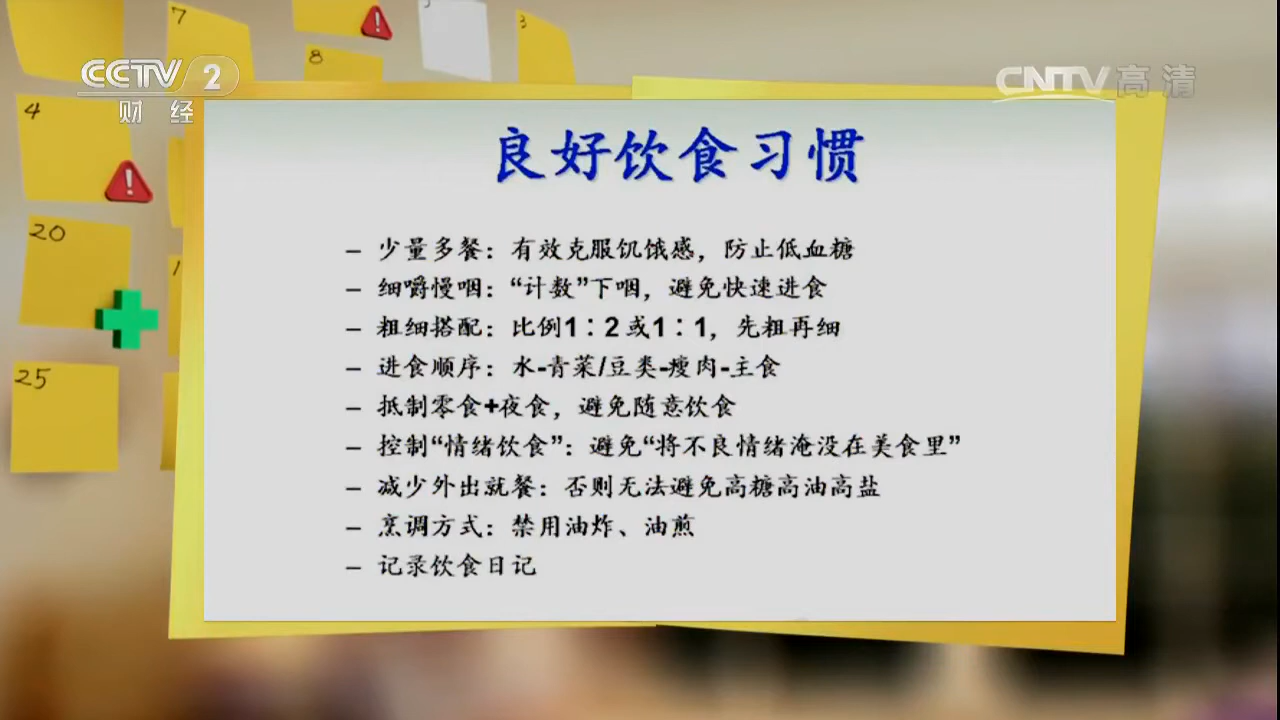 7
8
3
CCTV 2
财 经
CNTV高清
4
20
25
良好饮食习惯
– 少量多餐：有效克服饥饿感，防止低血糖
– 细嚼慢咽：“计数”下咽，避免快速进食
– 粗细搭配：比例1：2或1：1，先粗再细
– 进食顺序：水-青菜/豆类-瘦肉-主食
– 抵制零食+夜食，避免随意饮食
– 控制“情绪饮食”：避免“将不良情绪淹没在美食里”
– 减少外出就餐：否则无法避免高糖高油高盐
– 烹调方式：禁用油炸、油煎
– 记录饮食日记